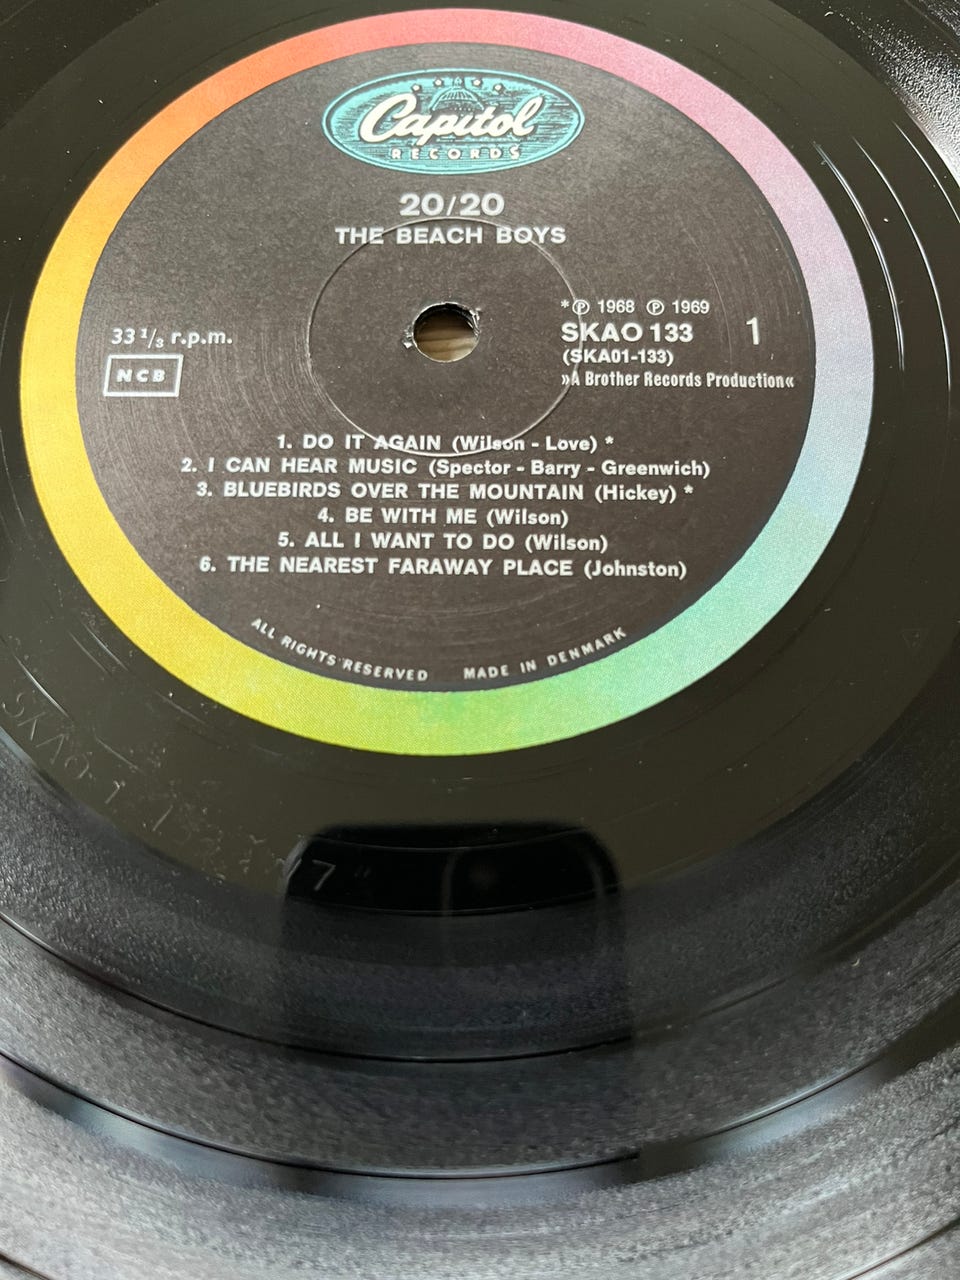 Capitol
RECORDS
20/20
THE BEACH BOYS
33 1/3 r.p.m.
NCB
* ℗ 1968 ℗ 1969
SKAO 133
1
(SKAO1-133)
»A Brother Records Production«
1. DO IT AGAIN (Wilson - Love) *
2. I CAN HEAR MUSIC (Spector - Barry - Greenwich)
3. BLUEBIRDS OVER THE MOUNTAIN (Hickey) *
4. BE WITH ME (Wilson)
5. ALL I WANT TO DO (Wilson)
6. THE NEAREST FARAWAY PLACE (Johnston)
ALL RIGHTS RESERVED MADE IN DENMARK
SKAO 1